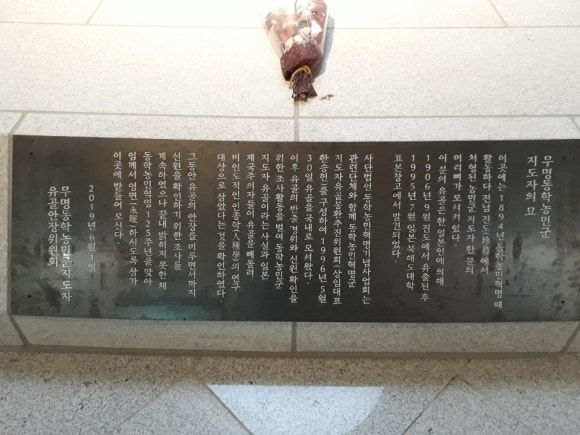 무명동학농민군
지도자의 묘
이곳에는 1894년 동학농민혁명 때
활동하다 전남 진도(珍島)에서
처형된 농민군 지도자 한 분의
머리뼈가 모셔져 있다.
이 분의 유골은 한 일본인에 의해
1906년 9월 진도에서 유출된 후
1995년 7월 일본 북해도대학
표본창고에서 발견되었다.
사단법인 동학농민혁명기념사업회는
관련단체와 함께 동학농민혁명군
지도자유골봉환추진위원회(상임대표
한승헌)를 구성하여 1996년 5월
30일 유골을 국내로 모셔왔다.
이후 유골의 반출 경위와 신원확인을
위한 조사활동을 벌여 동학농민군
지도자 유골이라는 사실과 일본
제국주의자들이 유골을 빼돌려
비인도적인 인종학(人種學)의 연구
대상으로 삼았다는 것을 확인하였다.
그동안 유골의 안장을 미루면서까지
신원을 확인하기 위한 조사를
계속하였으나 끝내 밝히지 못한 채
동학농민혁명 125주년을 맞아
임께서 영면(永眠)하시도록 삼가
이곳에 받들어 모신다.
2019년 6월 1일
무명동학농민군지도자
유골안장위원회